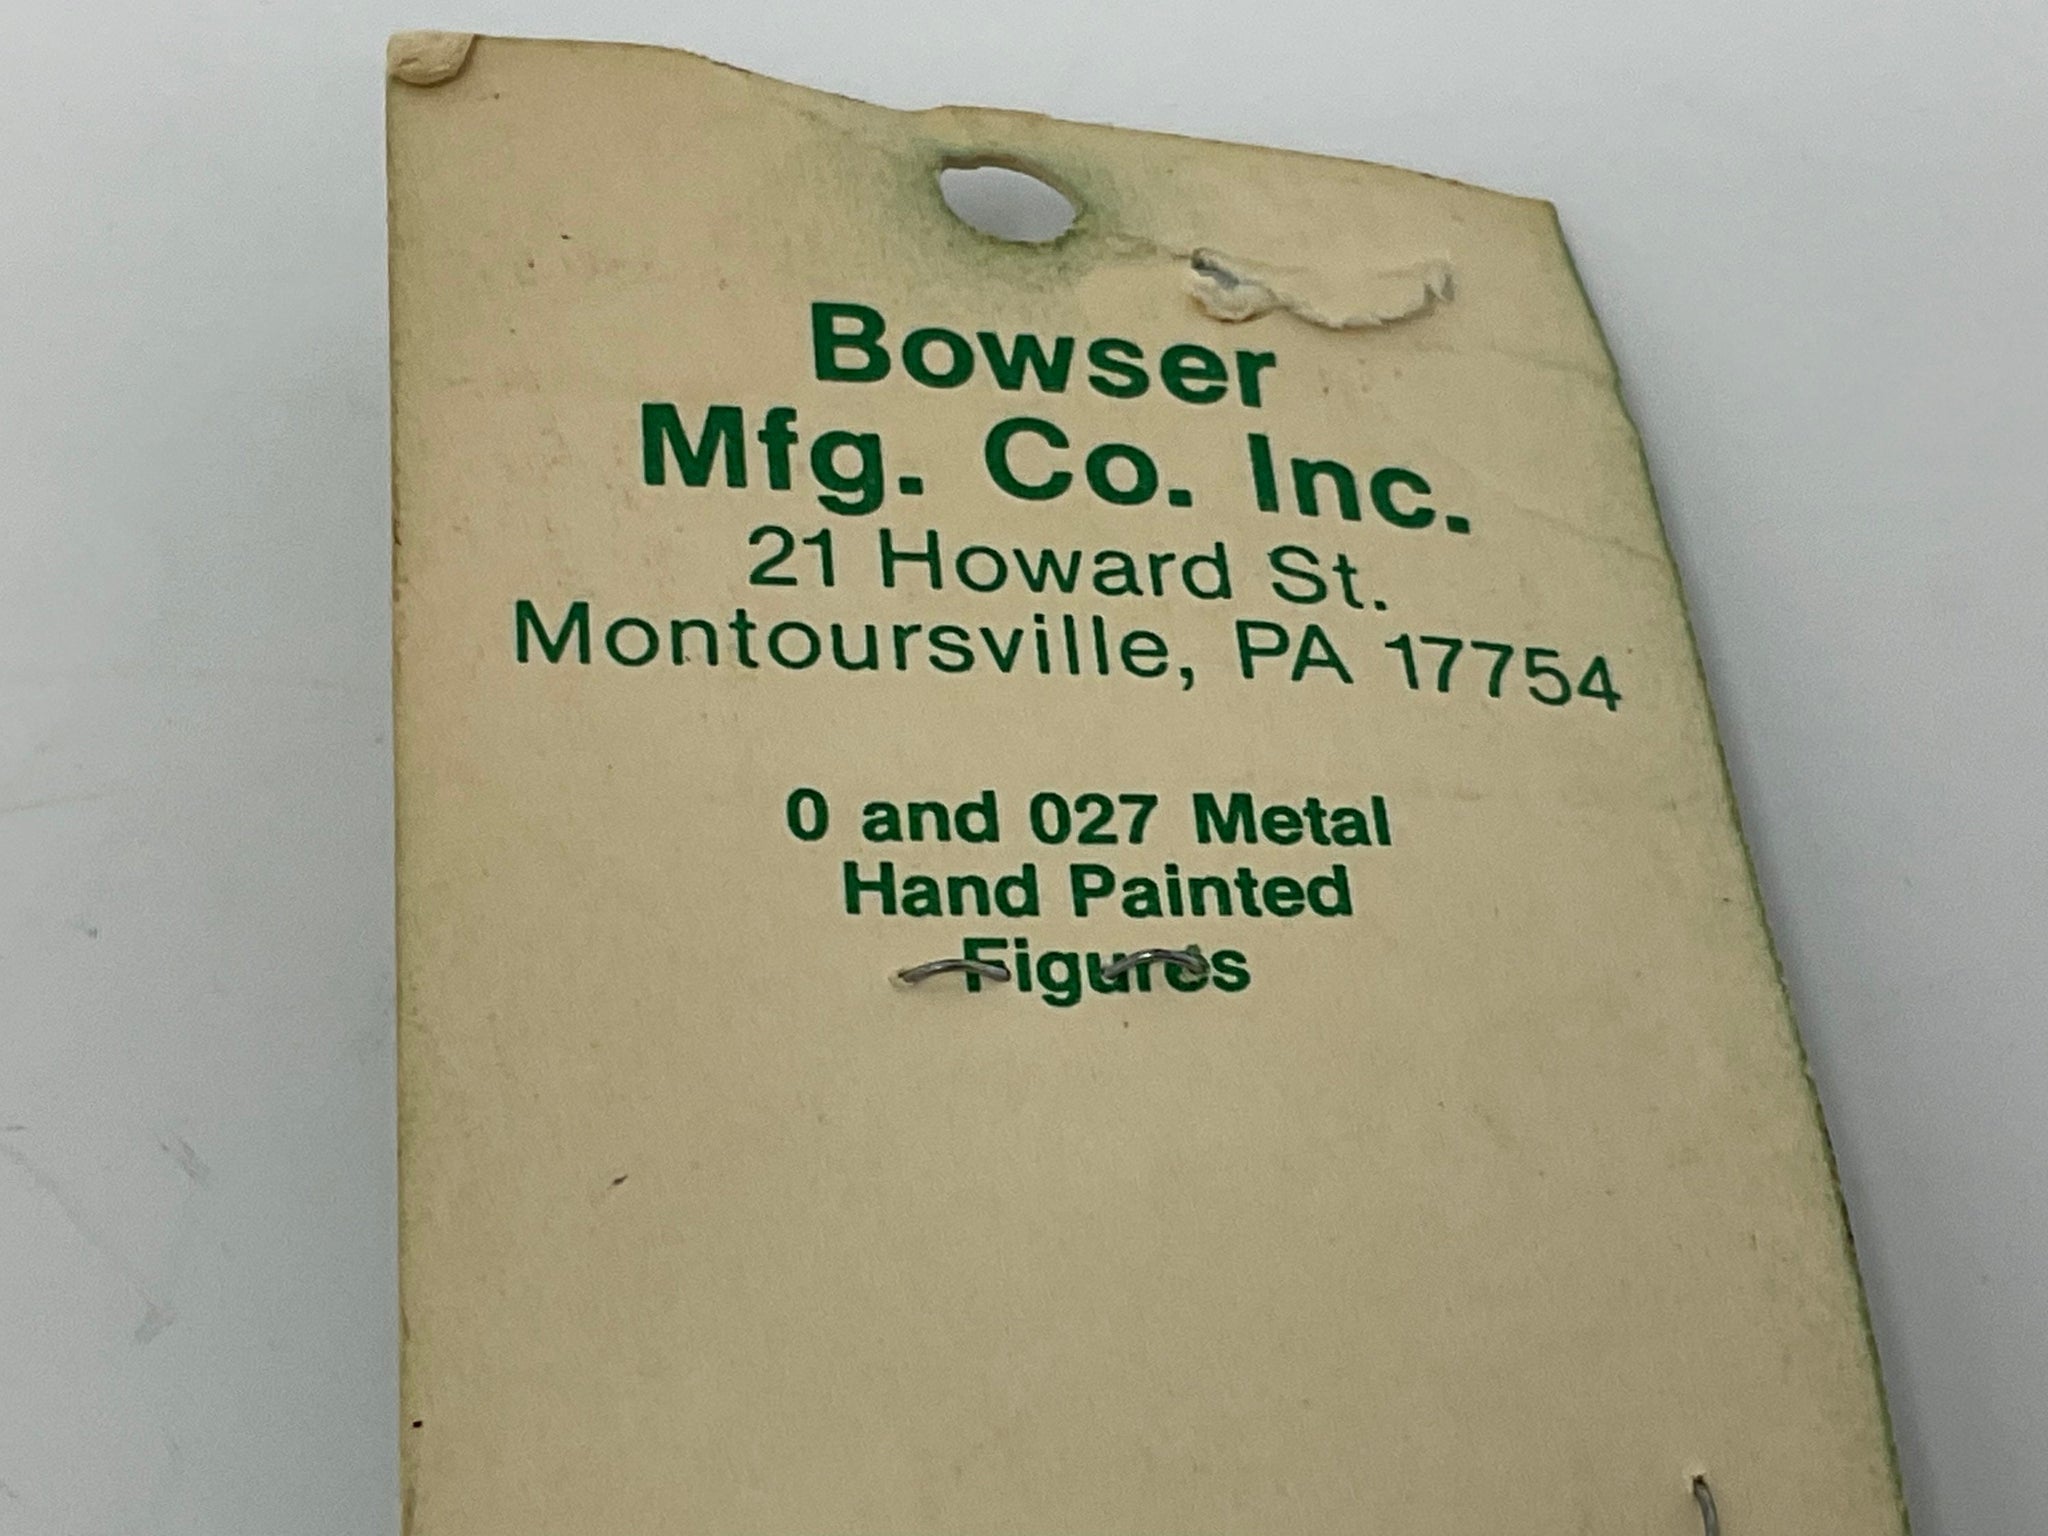 Bowser
Mfg. Co. Inc.
21 Howard St.
Montoursville, PA 17754
0 and 027 Metal
Hand Painted
Figures